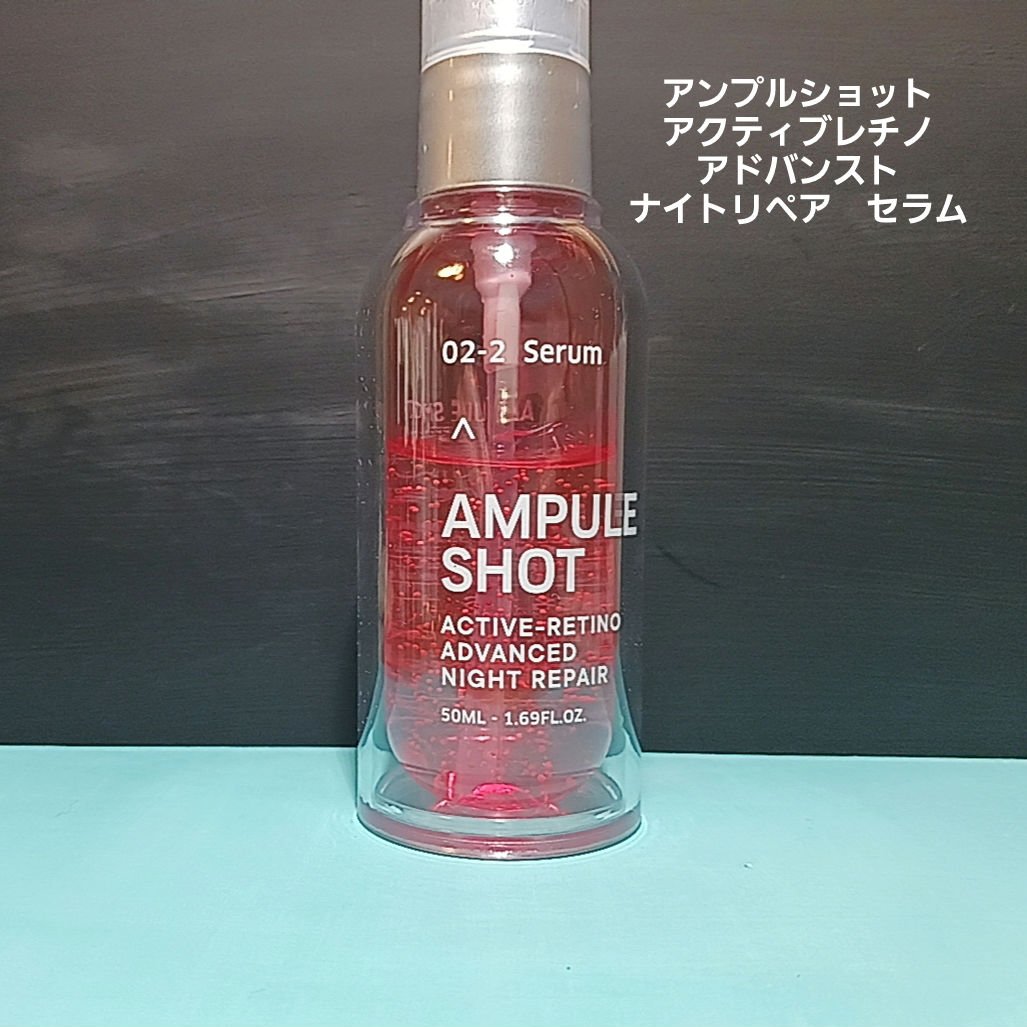 アンプルショット
アクティブレチノ
アドバンスト
ナイトリペア　セラム
02-2 Serum
AMPULE
SHOT
ACTIVE-RETINO
ADVANCED
NIGHT REPAIR
50ML - 1.69FL.OZ.